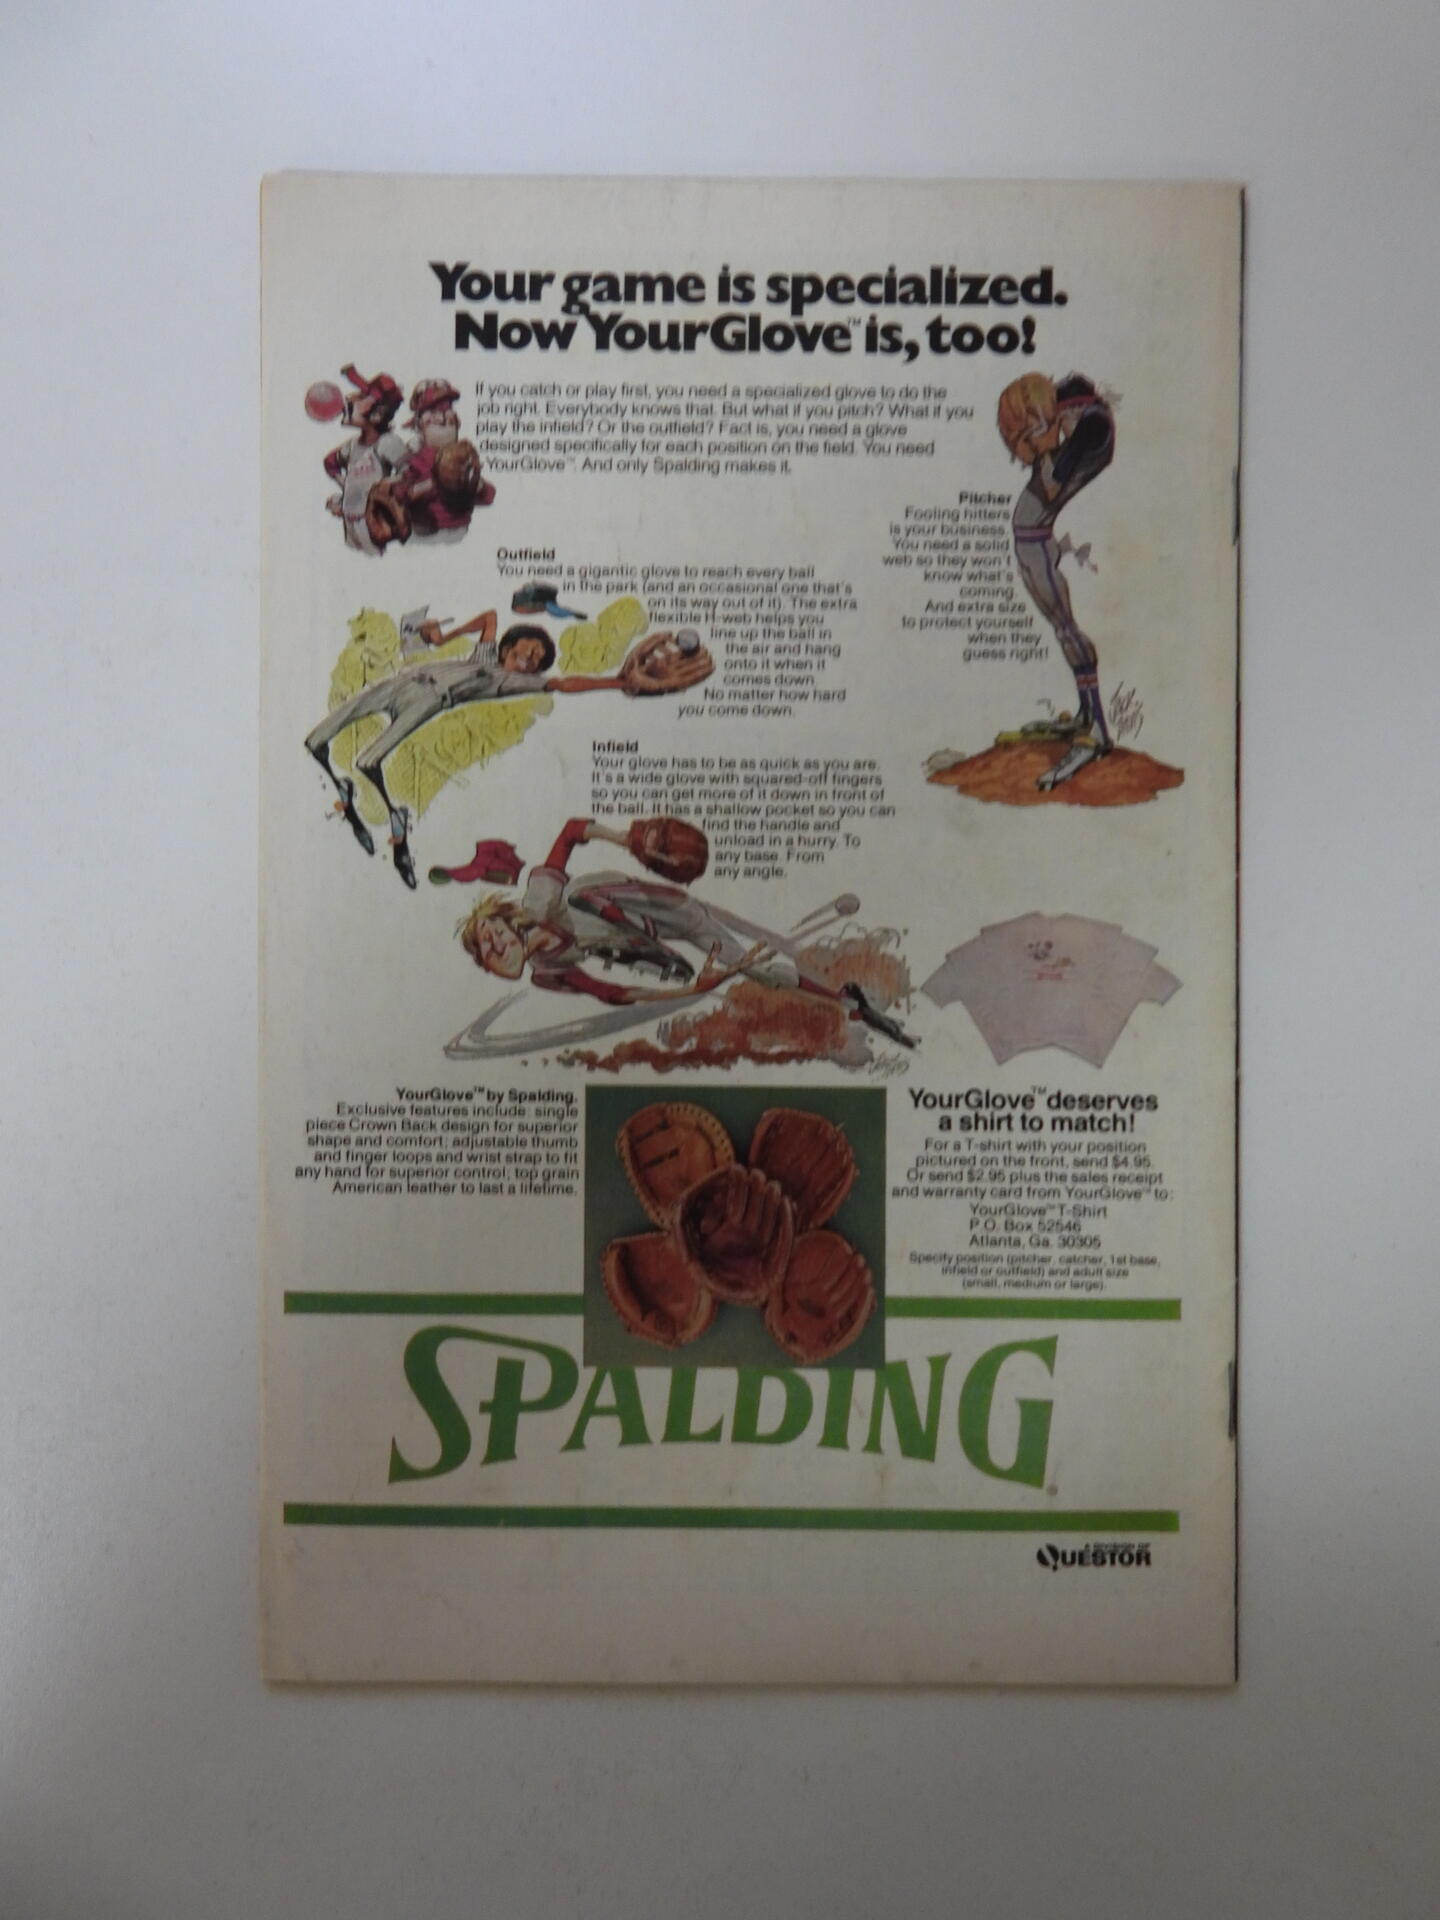 Your game is specialized.
Now YourGlove™ is, too!
If you catch or play first, you need a specialized glove to do the
job right. Everybody knows that. But what if you pitch? What if you
play the infield? Or the outfield? Fact is, you need a glove
designed specifically for each position on the field. You need
YourGlove™. And only Spalding makes it.
Pitcher
Fooling hitters
is your business.
You need a solid
web so they won't
know what's
coming.
And extra size
to protect yourself
when they
guess right!
Outfield
You need a gigantic glove to reach every ball
in the park (and an occasional one that's
on its way out of it). The extra
flexible H-web helps you
line up the ball in
the air and hang
onto it when it
comes down.
No matter how hard
you come down.
Infield
Your glove has to be as quick as you are.
It's a wide glove with squared-off fingers
so you can get more of it down in front of
the ball. It has a shallow pocket so you can
find the handle and
unload in a hurry. To
any base. From
any angle.
YourGlove™ by Spalding.
Exclusive features include: single
piece Crown Back design for superior
shape and comfort; adjustable thumb
and finger loops and wrist strap to fit
any hand for superior control; top grain
American leather to last a lifetime.
YourGlove™ deserves
a shirt to match!
For a T-shirt with your position
pictured on the front, send $4.95.
Or send $2.95 plus the sales receipt
and warranty card from YourGlove™ to:
YourGlove™ T-Shirt
P.O. Box 52546
Atlanta, Ga. 30305
Specify position (pitcher, catcher, 1st base,
infield or outfield) and adult size
(small, medium or large).
SPALDING
A DIVISION OF
QUESTOR